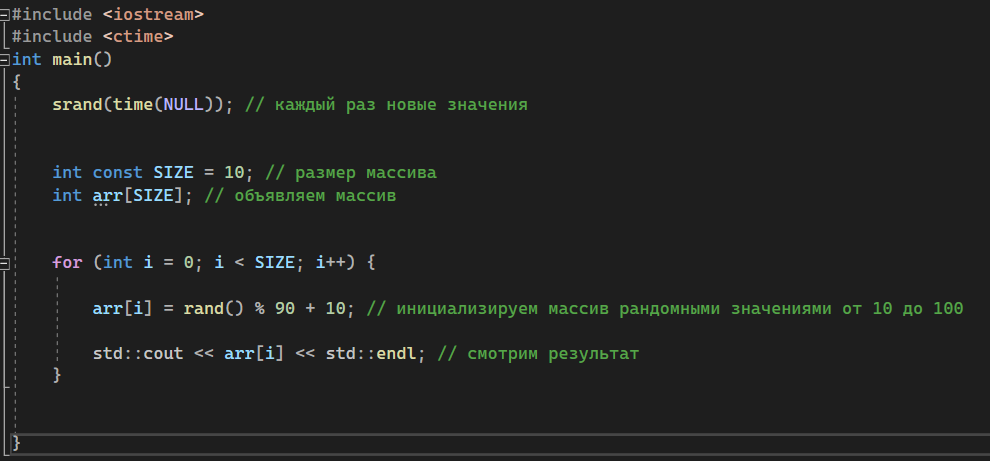 #include <iostream>
#include <ctime>
int main()
{
srand(time(NULL)); // каждый раз новые значения
int const SIZE = 10; // размер массива
int arr[SIZE]; // объявляем массив
for (int i = 0; i < SIZE; i++) {
arr[i] = rand() % 90 + 10; // инициализируем массив рандомными значениями от 10 до 100
std::cout << arr[i] << std::endl; // смотрим результат
}
}